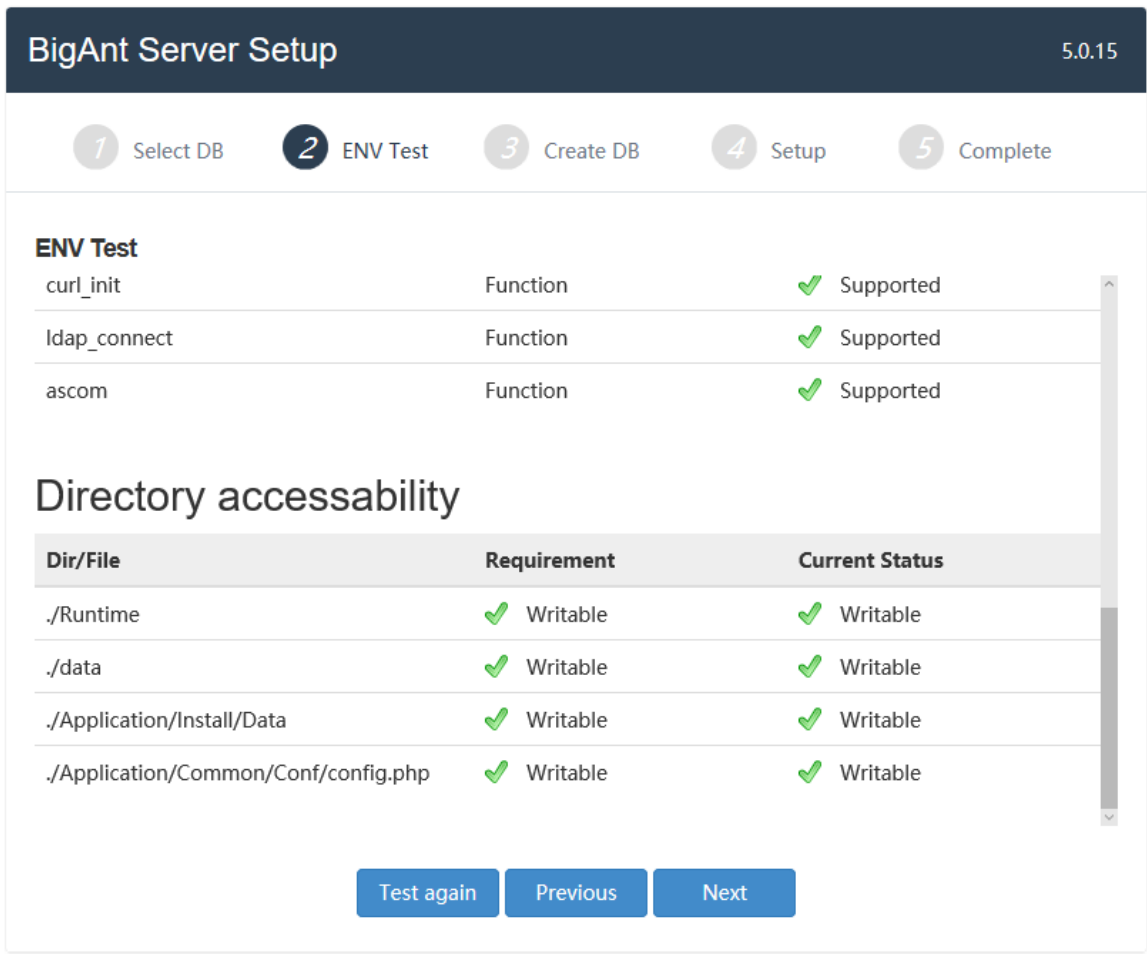 BigAnt Server Setup 5.0.15
1 Select DB 2 ENV Test 3 Create DB 4 Setup 5 Complete
ENV Test
curl_init Function Supported
ldap_connect Function Supported
ascom Function Supported
Directory accessability
Dir/File Requirement Current Status
./Runtime Writable Writable
./data Writable Writable
./Application/Install/Data Writable Writable
./Application/Common/Conf/config.php Writable Writable
Test again Previous Next